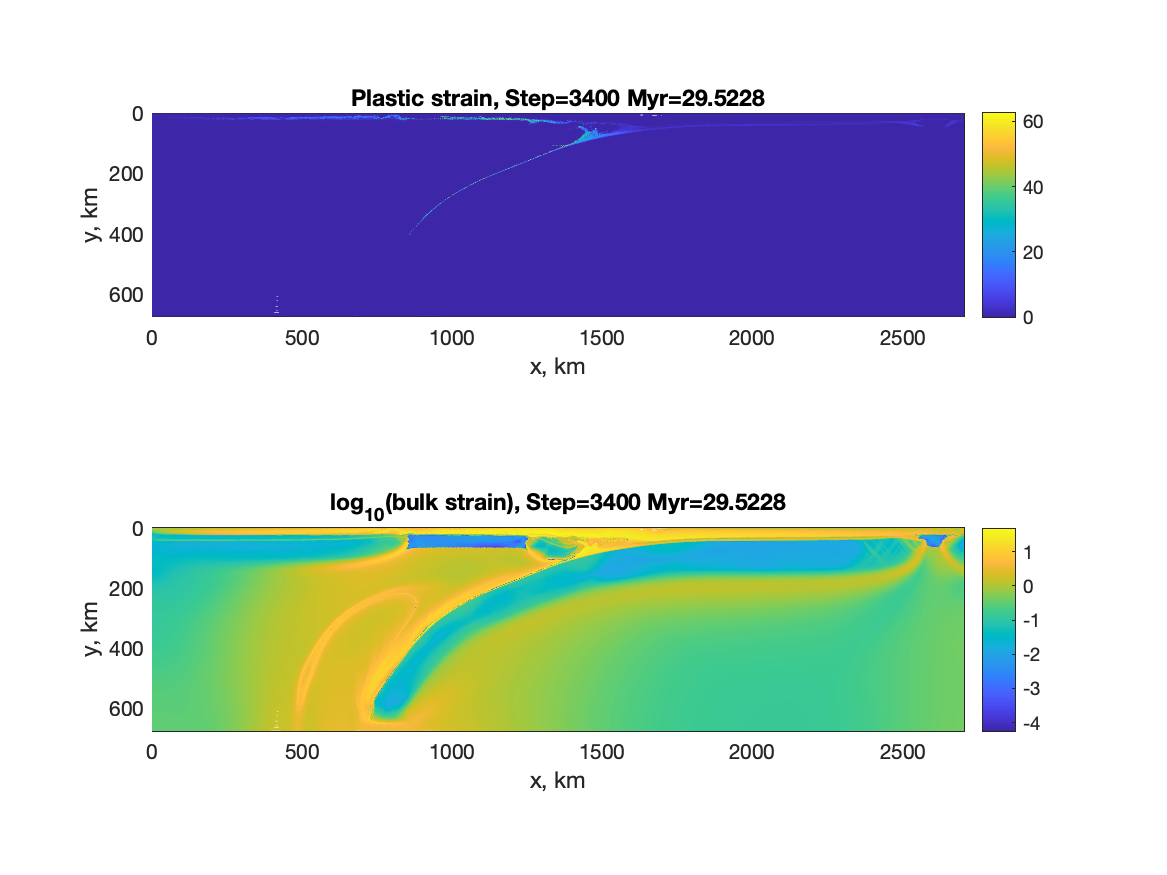 Plastic strain, Step=3400 Myr=29.5228
0
200
400
600
y, km
0 500 1000 1500 2000 2500
x, km
60
40
20
0
log10(bulk strain), Step=3400 Myr=29.5228
0
200
400
600
y, km
0 500 1000 1500 2000 2500
x, km
1
0
-1
-2
-3
-4